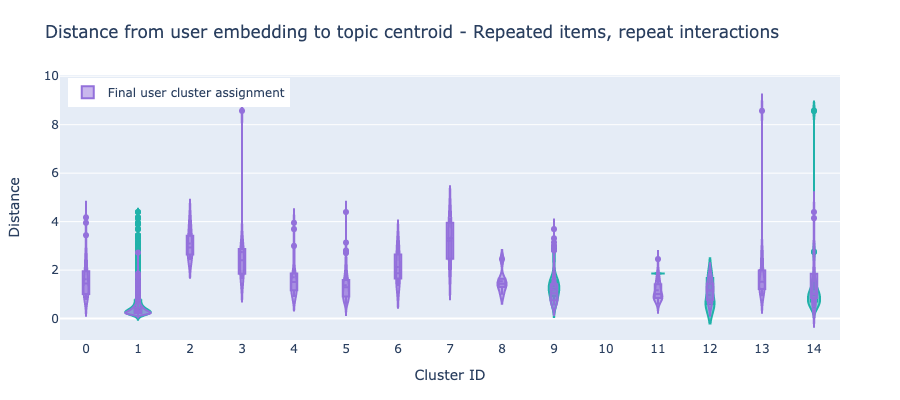 Distance from user embedding to topic centroid - Repeated items, repeat interactions
Final user cluster assignment
10
8
6
4
2
0
Distance
0 1 2 3 4 5 6 7 8 9 10 11 12 13 14
Cluster ID